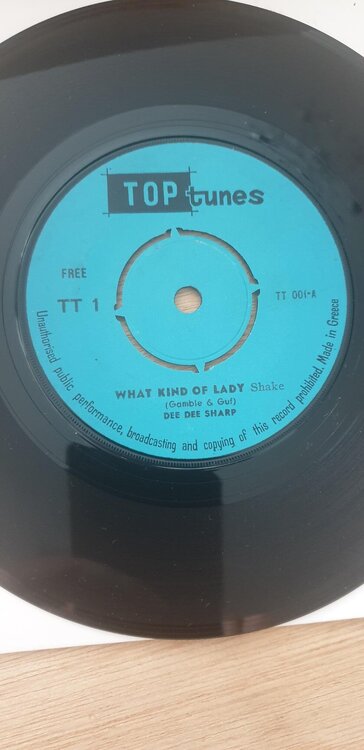 TOP tunes
FREE
TT 1
TT 001-A
WHAT KIND OF LADY Shake
(Gamble & Guf)
DEE DEE SHARP
Unauthorised public performance, broadcasting and copying of this record prohibited. Made in Greece